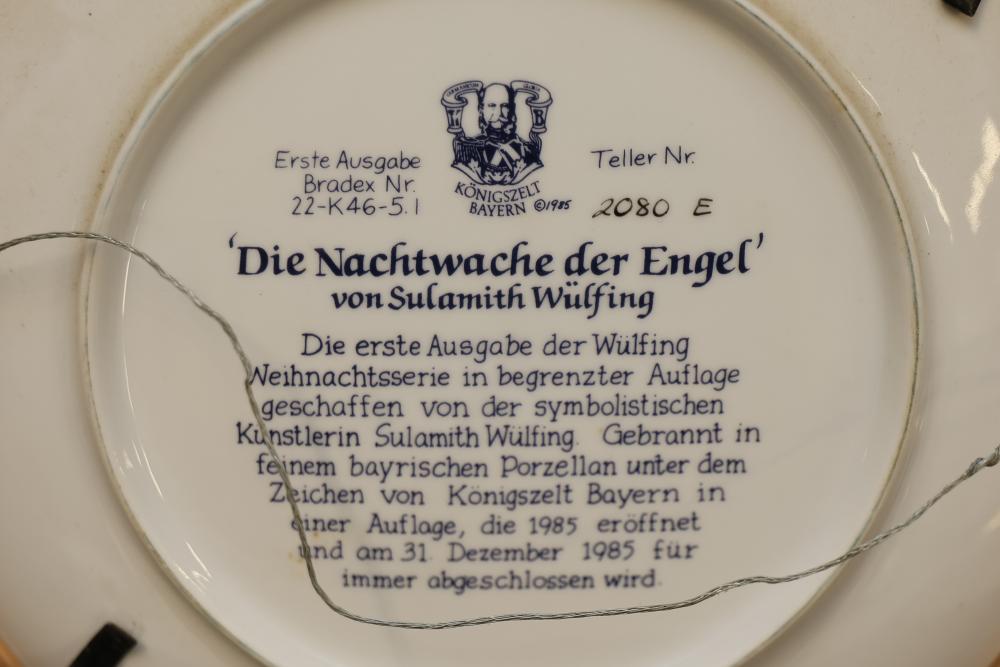 Erste Ausgabe
Bradex Nr.
22-K46-5.1
L. B
KÖNIGSZELT
BAYERN ©1985
Teller Nr.
2080 E
'Die Nachtwache der Engel'
von Sulamith Wülfing
Die erste Ausgabe der Wülfing
Weihnachtsserie in begrenzter Auflage
geschaffen von der symbolistischen
Künstlerin Sulamith Wülfing. Gebrannt in
feinem bayrischen Porzellan unter dem
Zeichen von Königszelt Bayern in
einer Auflage, die 1985 eröffnet
und am 31. Dezember 1985 für
immer abgeschlossen wird.